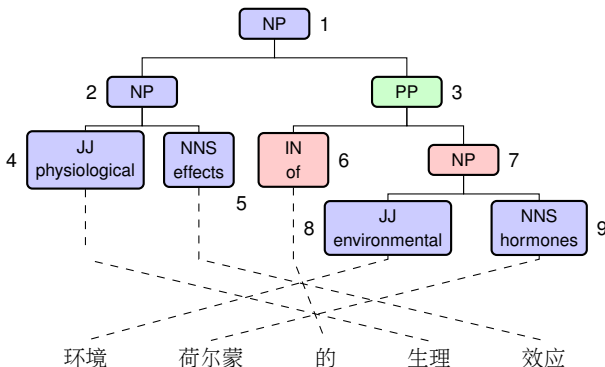 NP 1
2 NP PP 3
4 JJ NNS IN 6 NP 7
physiological effects of
5 8 JJ NNS 9
environmental hormones
环境 荷尔蒙 的 生理 效应